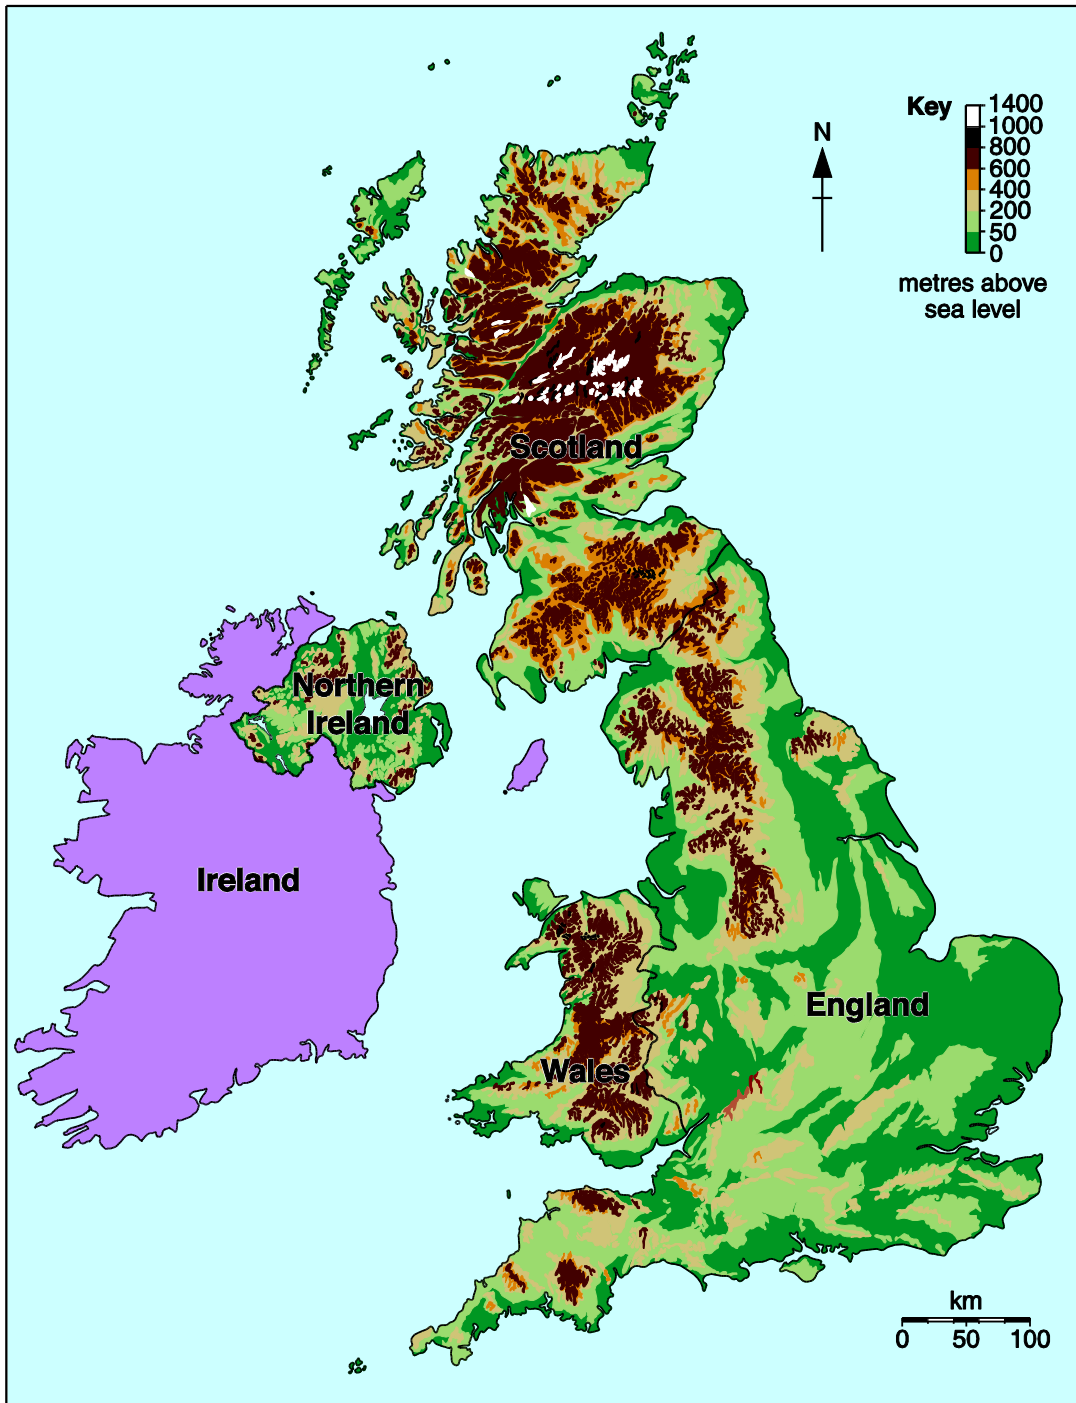 N
Key
1400
1000
800
600
400
200
50
0
metres above
sea level
Scotland
Northern
Ireland
Ireland
England
Wales
km
0 50 100